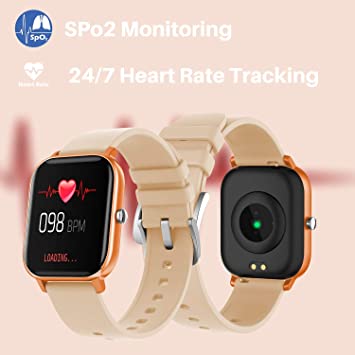 SpO₂
SPo2 Monitoring
Heart Rate
24/7 Heart Rate Tracking
098 BPM
LOADING...